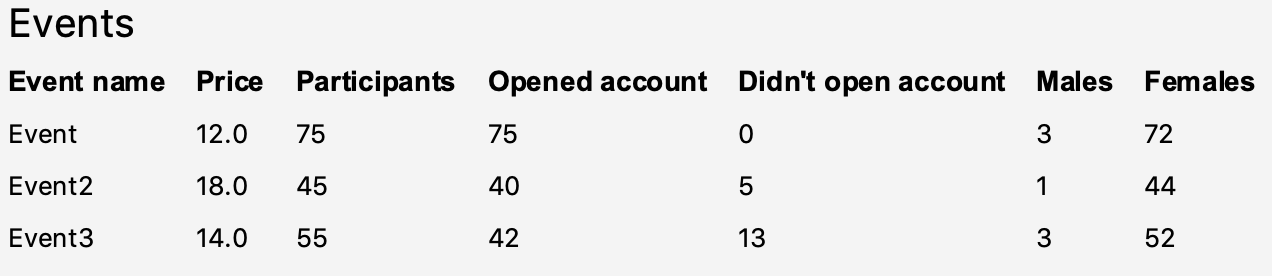 Events
Event name Price Participants Opened account Didn't open account Males Females
Event 12.0 75 75 0 3 72
Event2 18.0 45 40 5 1 44
Event3 14.0 55 42 13 3 52